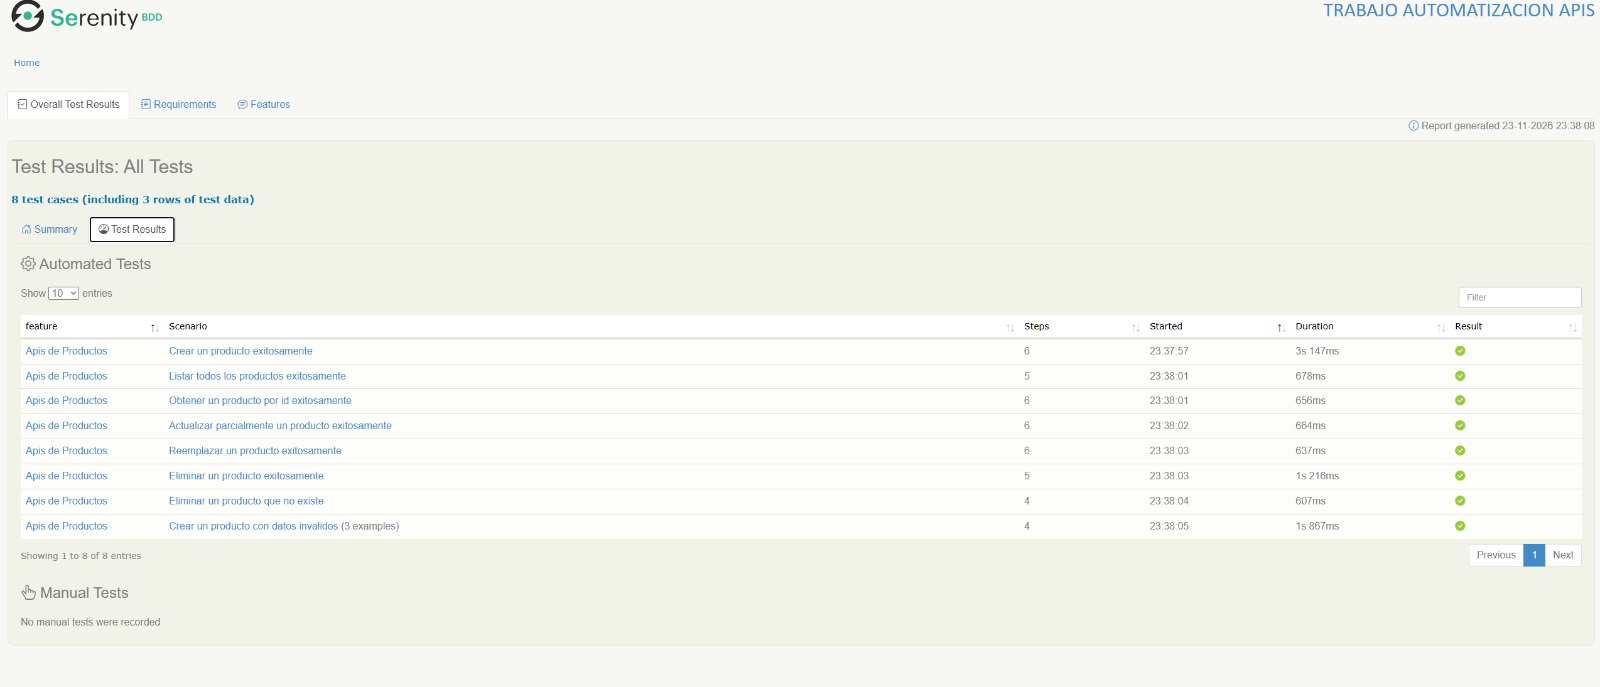 Serenity BDD
TRABAJO AUTOMATIZACION APIS
Home
Overall Test Results Requirements Features
Report generated 23-11-2026 23:38:08
Test Results: All Tests
8 test cases (including 3 rows of test data)
Summary Test Results
Automated Tests
Show 10 entries
Filter
feature Scenario Steps Started Duration Result
Apis de Productos Crear un producto exitosamente 6 23:37:57 3s 147ms
Apis de Productos Listar todos los productos exitosamente 5 23:38:01 678ms
Apis de Productos Obtener un producto por id exitosamente 6 23:38:01 656ms
Apis de Productos Actualizar parcialmente un producto exitosamente 6 23:38:02 664ms
Apis de Productos Reemplazar un producto exitosamente 6 23:38:03 637ms
Apis de Productos Eliminar un producto exitosamente 5 23:38:03 1s 216ms
Apis de Productos Eliminar un producto que no existe 4 23:38:04 607ms
Apis de Productos Crear un producto con datos invalidos (3 examples) 4 23:38:05 1s 867ms
Showing 1 to 8 of 8 entries
Previous 1 Next
Manual Tests
No manual tests were recorded